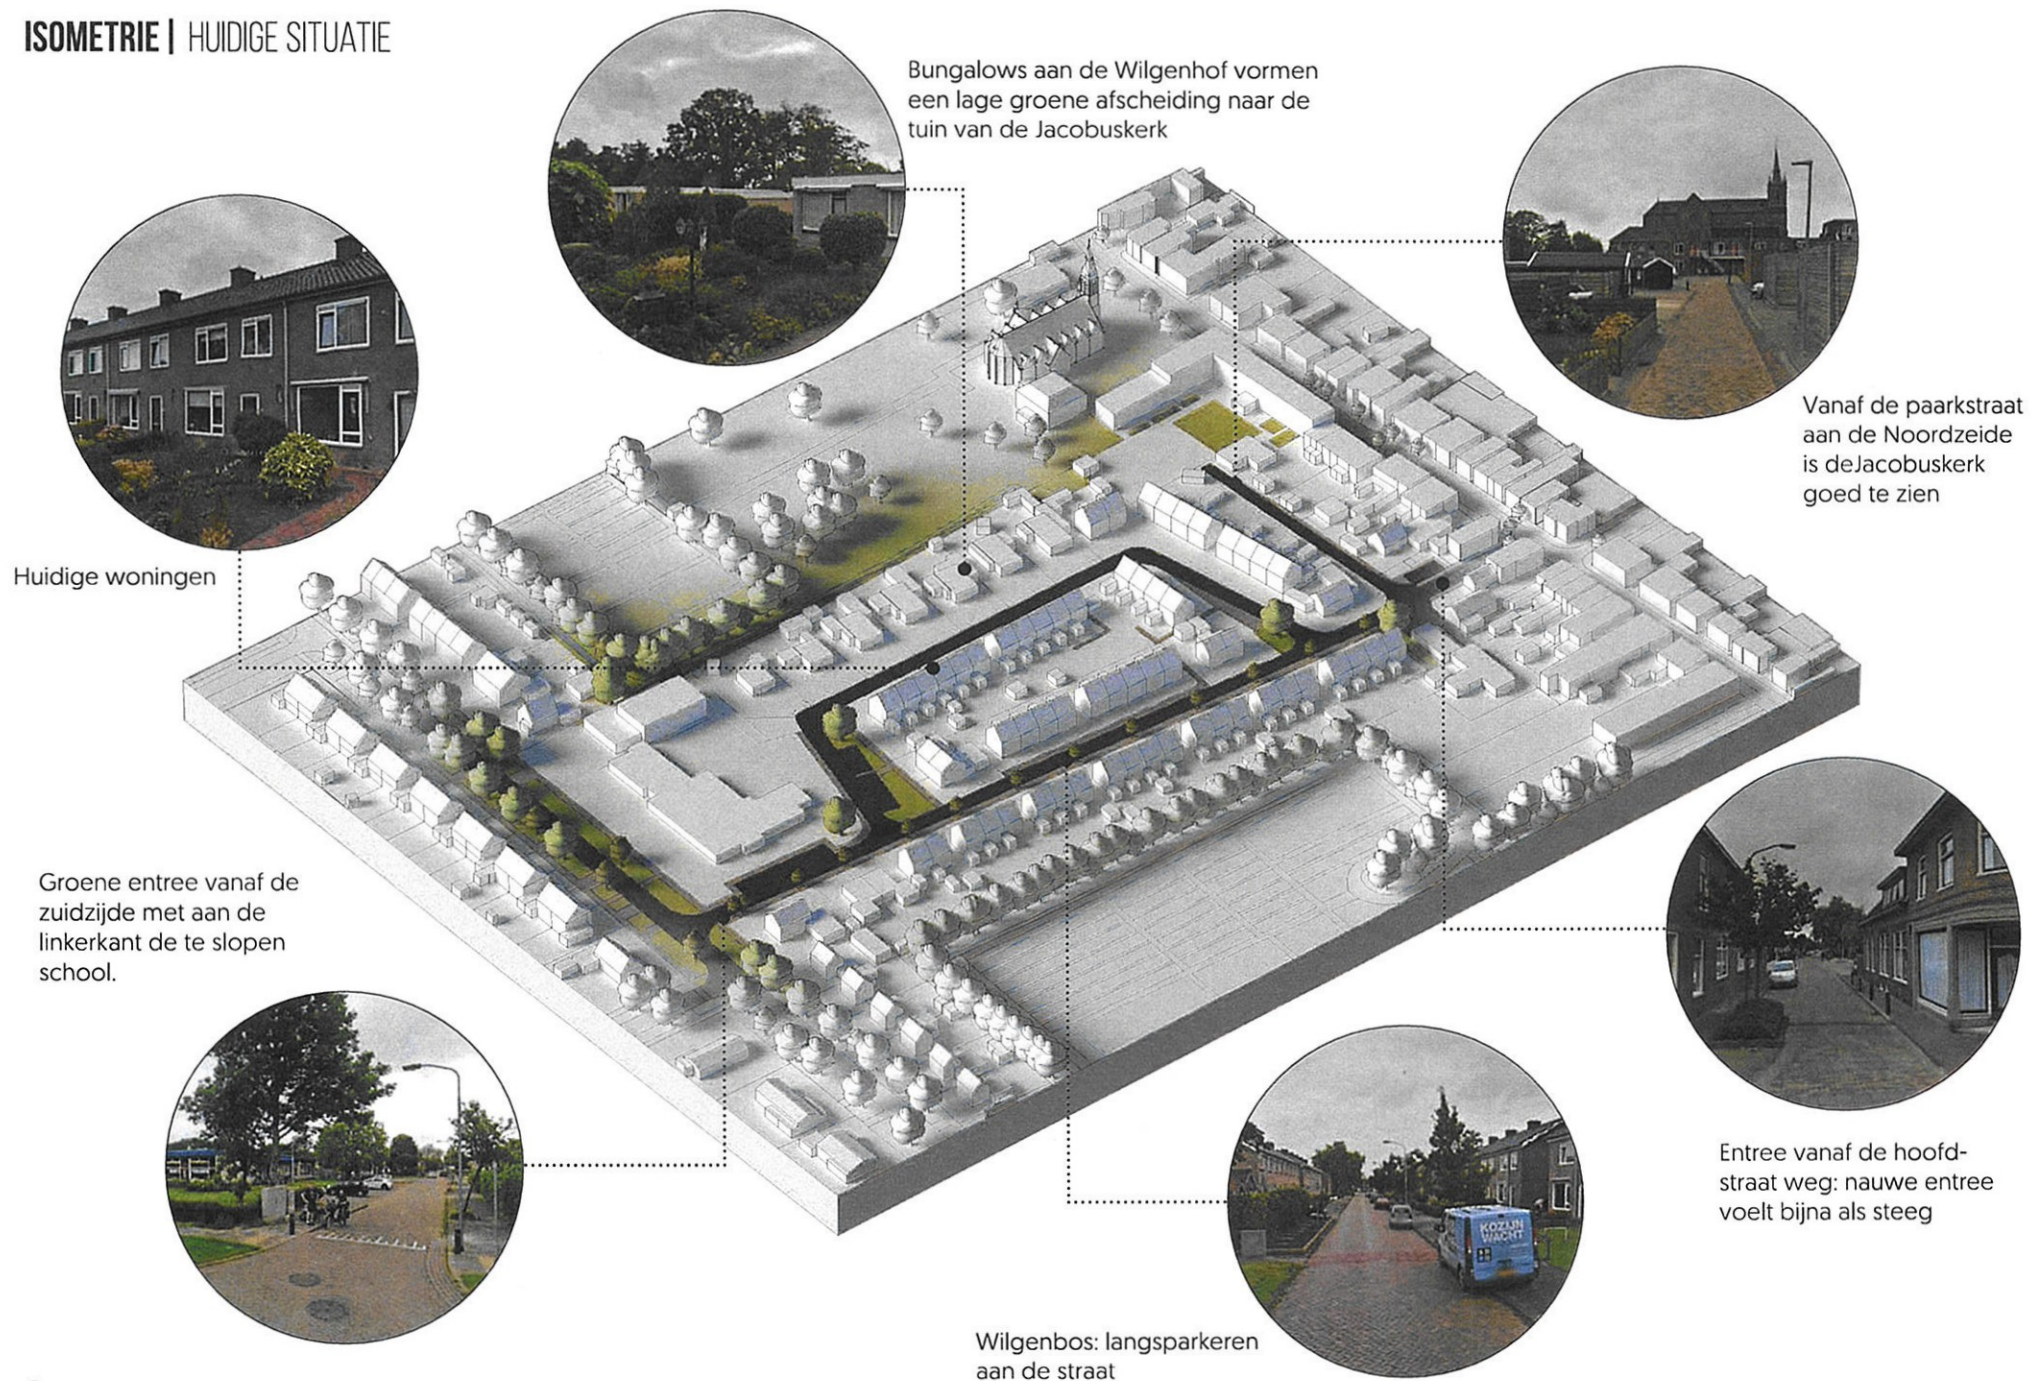 ISOMETRIE | HUIDIGE SITUATIE
Bungalows aan de Wilgenhof vormen
een lage groene afscheiding naar de
tuin van de Jacobuskerk
Vanaf de paarkstraat
aan de Noordzeide
is deJacobuskerk
goed te zien
Huidige woningen
Groene entree vanaf de
zuidzijde met aan de
linkerkant de te slopen
school.
Entree vanaf de hoofd-
straat weg: nauwe entree
voelt bijna als steeg
KOZIJN
WACHT
Wilgenbos: langsparkeren
aan de straat